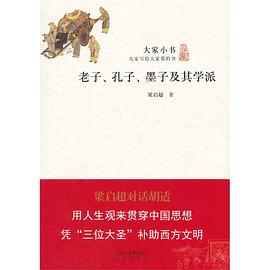 大家小书
大家写给大家看的书
老子、孔子、墨子及其学派
梁启超 著
梁启超对话胡适
用人生观来贯穿中国思想
凭“三位大圣”补助西方文明